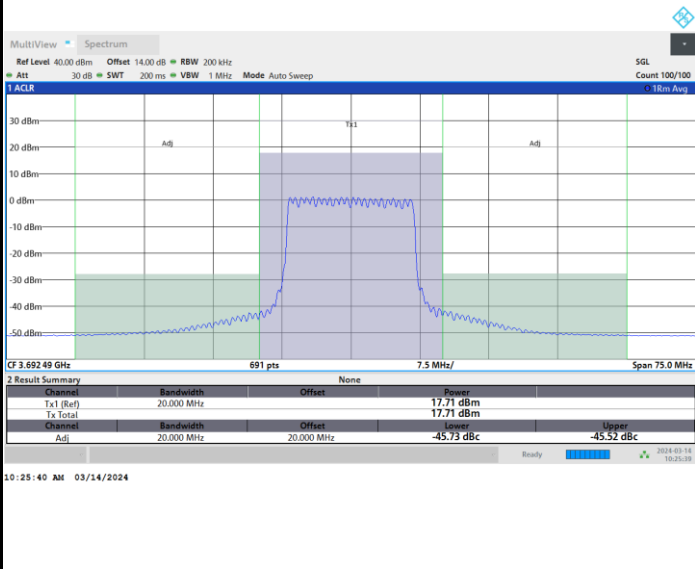 MultiView Spectrum
Ref Level 40.00 dBm Offset 14.00 dB RBW 200 kHz SGL
Att 30 dB SWT 200 ms VBW 1 MHz Mode Auto Sweep Count 100/100
1 ACLR 1Rm Avg
30 dBm
Tx1
20 dBm
Adj Adj
10 dBm
0 dBm
-10 dBm
-20 dBm
-30 dBm
-40 dBm
-50 dBm
CF 3.692 49 GHz 691 pts 7.5 MHz/ Span 75.0 MHz
2 Result Summary None
Channel Bandwidth Offset Power
Tx1 (Ref) 20.000 MHz 17.71 dBm
Tx Total 17.71 dBm
Channel Bandwidth Offset Lower Upper
Adj 20.000 MHz 20.000 MHz -45.73 dBc -45.52 dBc
Ready 2024-03-14
10:25:39
10:25:40 AM 03/14/2024